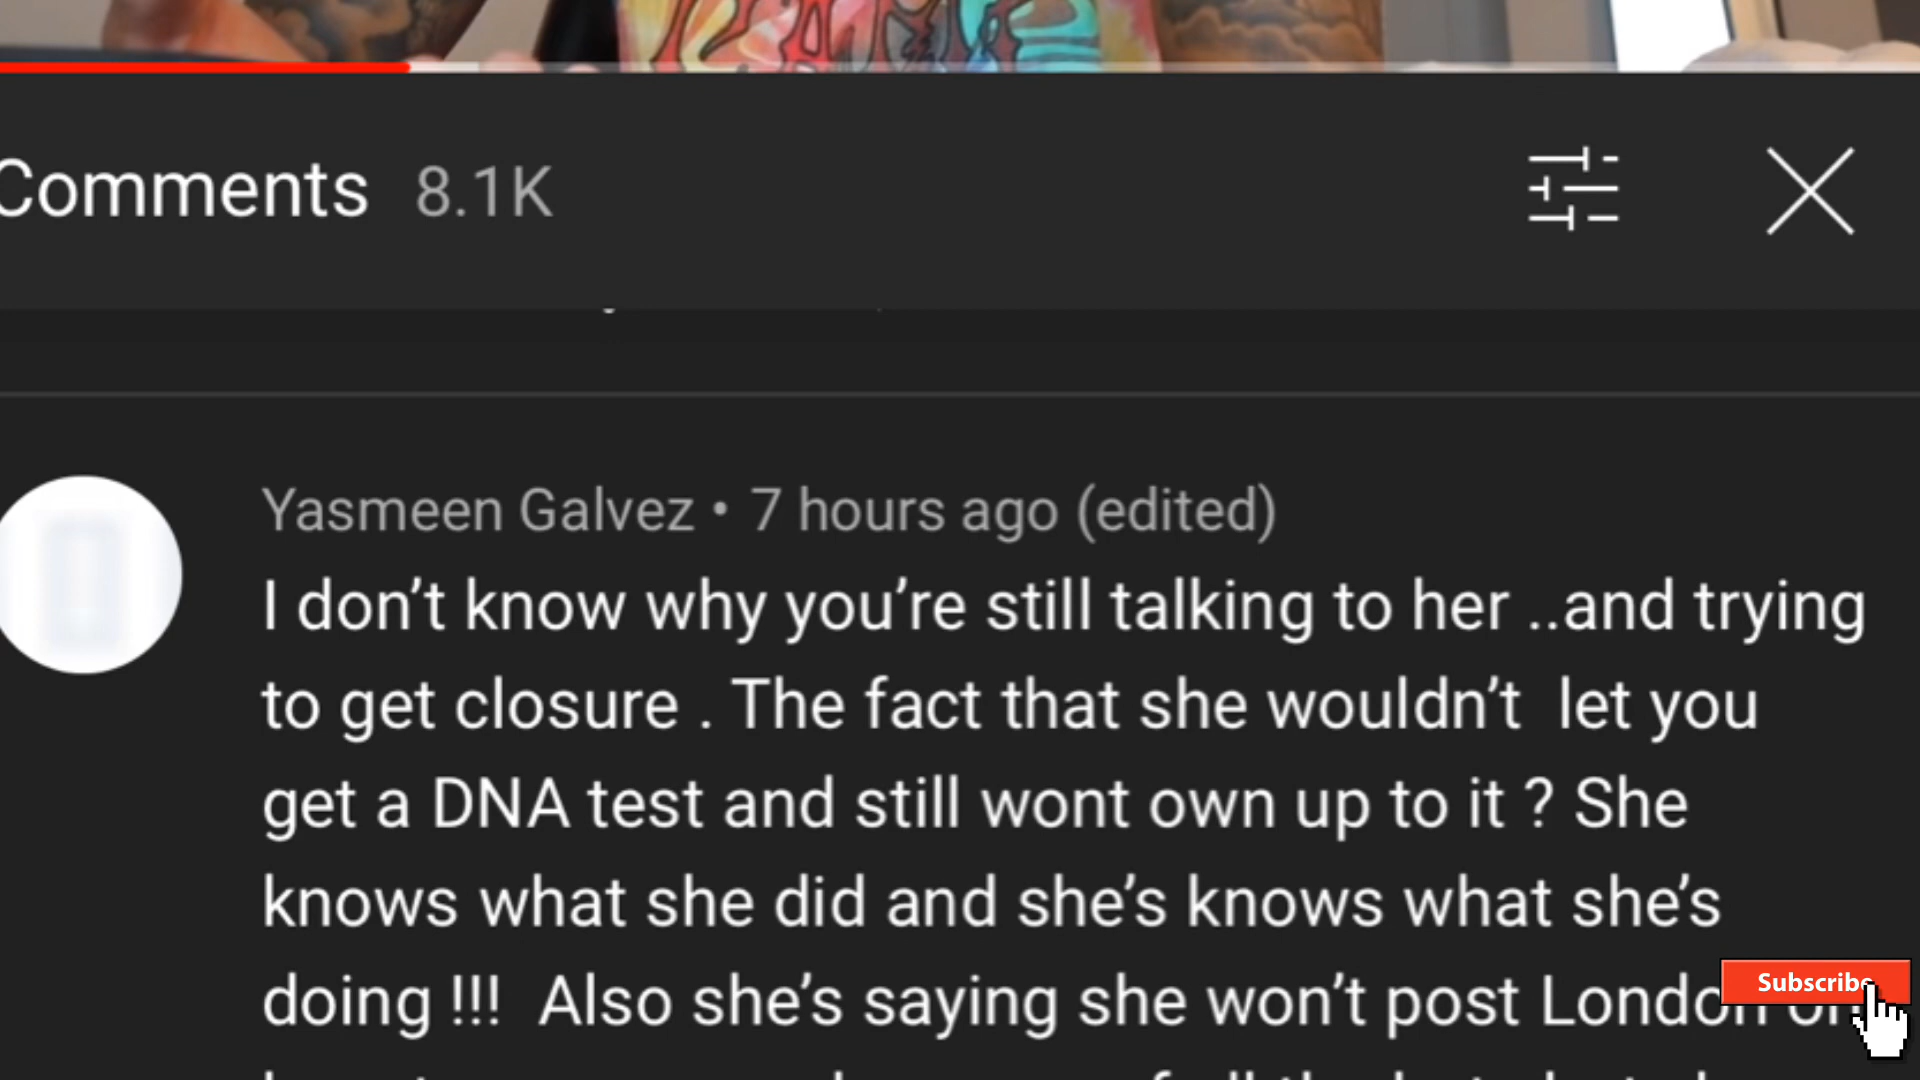 Comments 8.1K
Yasmeen Galvez • 7 hours ago (edited)
I don’t know why you’re still talking to her ..and trying
to get closure . The fact that she wouldn’t  let you
get a DNA test and still wont own up to it ? She
knows what she did and she’s knows what she’s
doing !!!  Also she’s saying she won’t post London on
Subscribe